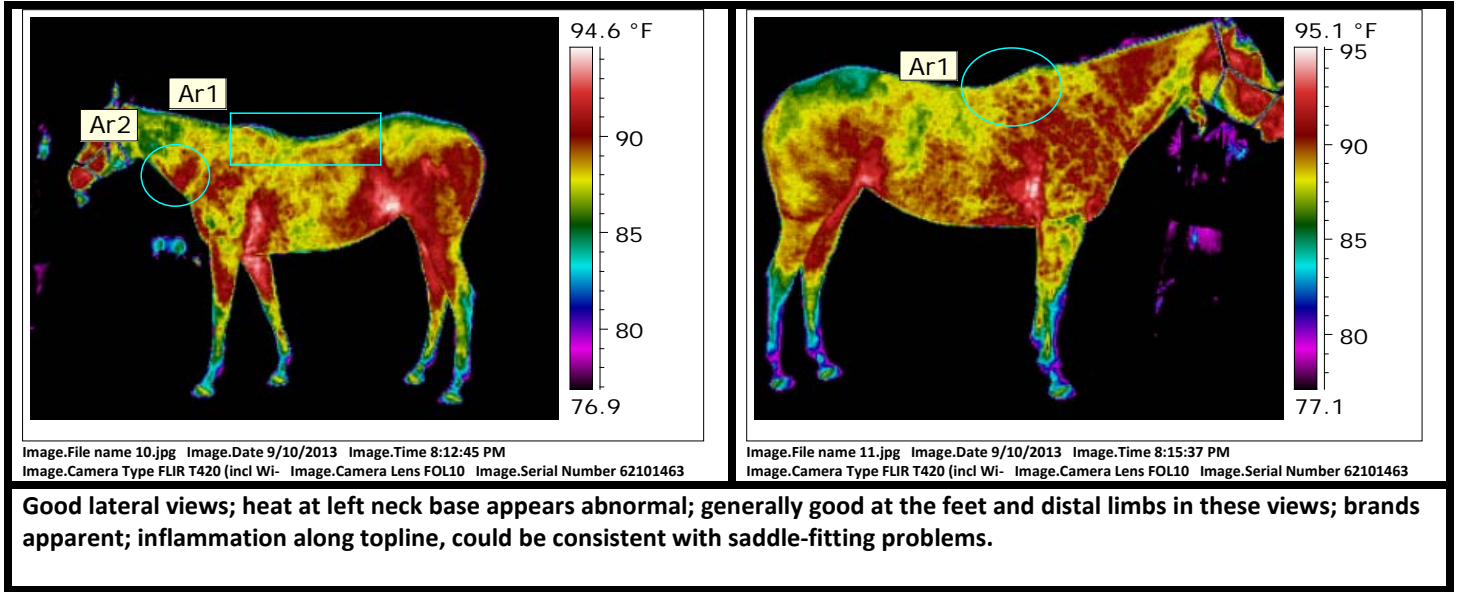 94.6 °F
Ar1
Ar2
90
85
80
76.9
Image.File name 10.jpg Image.Date 9/10/2013 Image.Time 8:12:45 PM
Image.Camera Type FLIR T420 (incl Wi- Image.Camera Lens FOL10 Image.Serial Number 62101463
95.1 °F
95
Ar1
90
85
80
77.1
Image.File name 11.jpg Image.Date 9/10/2013 Image.Time 8:15:37 PM
Image.Camera Type FLIR T420 (incl Wi- Image.Camera Lens FOL10 Image.Serial Number 62101463
Good lateral views; heat at left neck base appears abnormal; generally good at the feet and distal limbs in these views; brands
apparent; inflammation along topline, could be consistent with saddle-fitting problems.